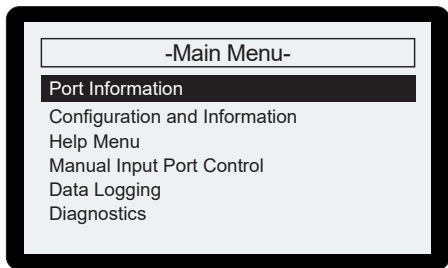 -Main Menu-
Port Information
Configuration and Information
Help Menu
Manual Input Port Control
Data Logging
Diagnostics